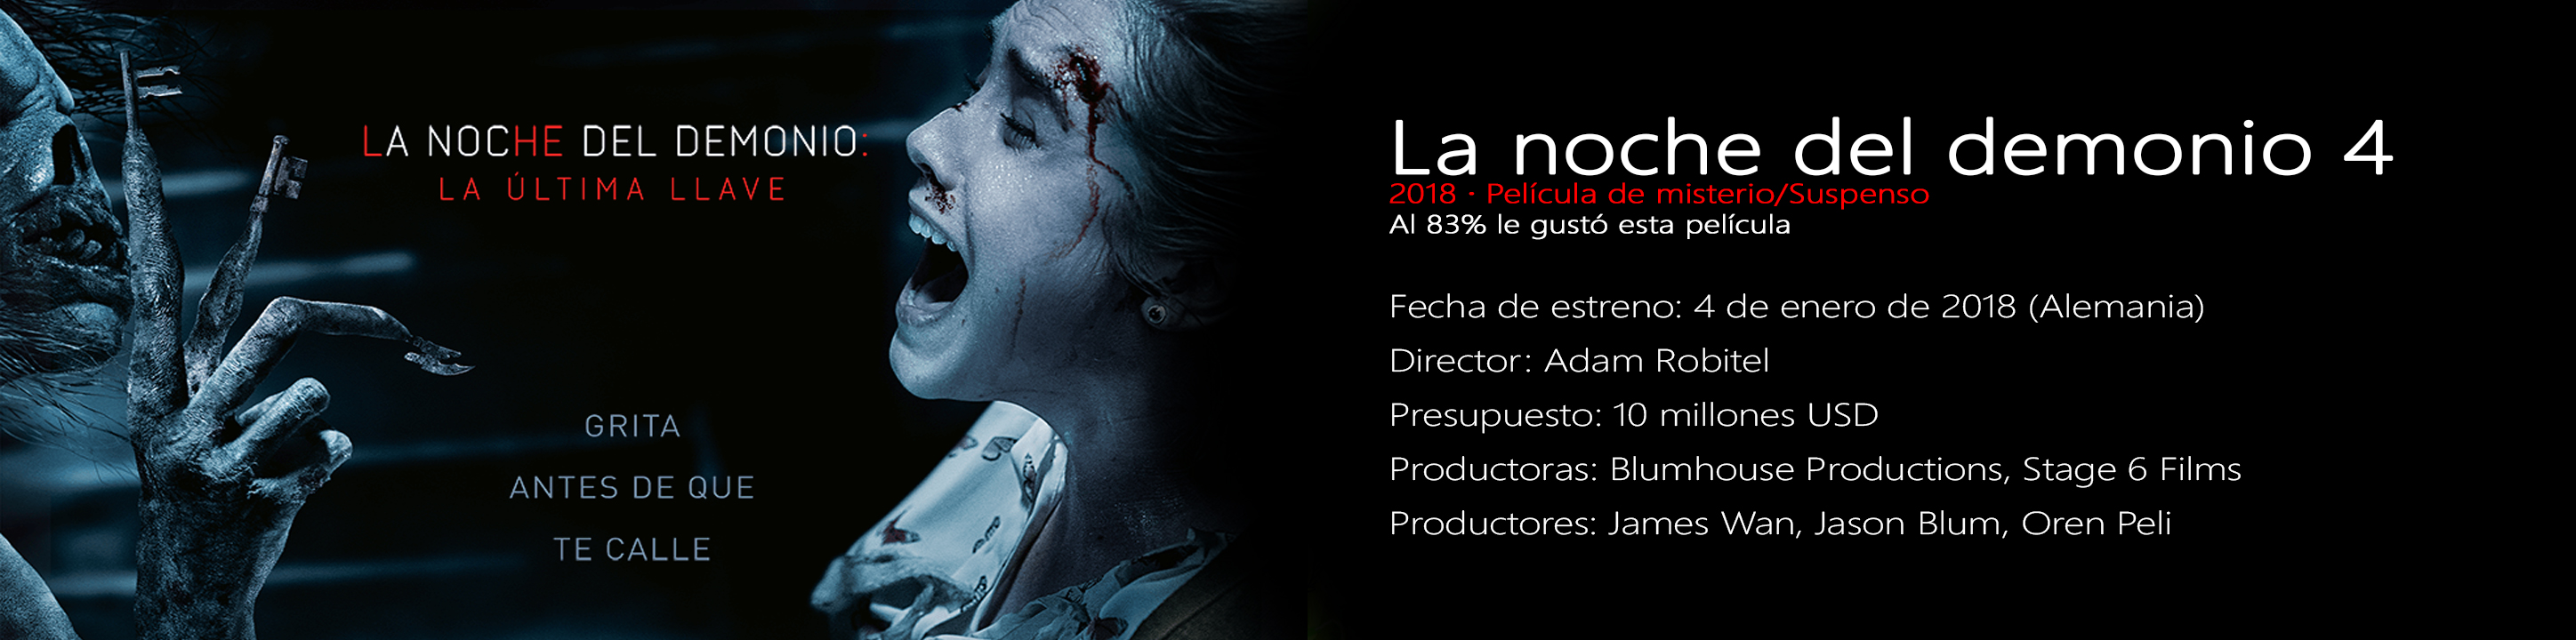 LA NOCHE DEL DEMONIO:
LA ÚLTIMA LLAVE
GRITA
ANTES DE QUE
TE CALLE
La noche del demonio 4
2018 · Película de misterio/Suspenso
Al 83% le gustó esta película
Fecha de estreno: 4 de enero de 2018 (Alemania)
Director: Adam Robitel
Presupuesto: 10 millones USD
Productoras: Blumhouse Productions, Stage 6 Films
Productores: James Wan, Jason Blum, Oren Peli